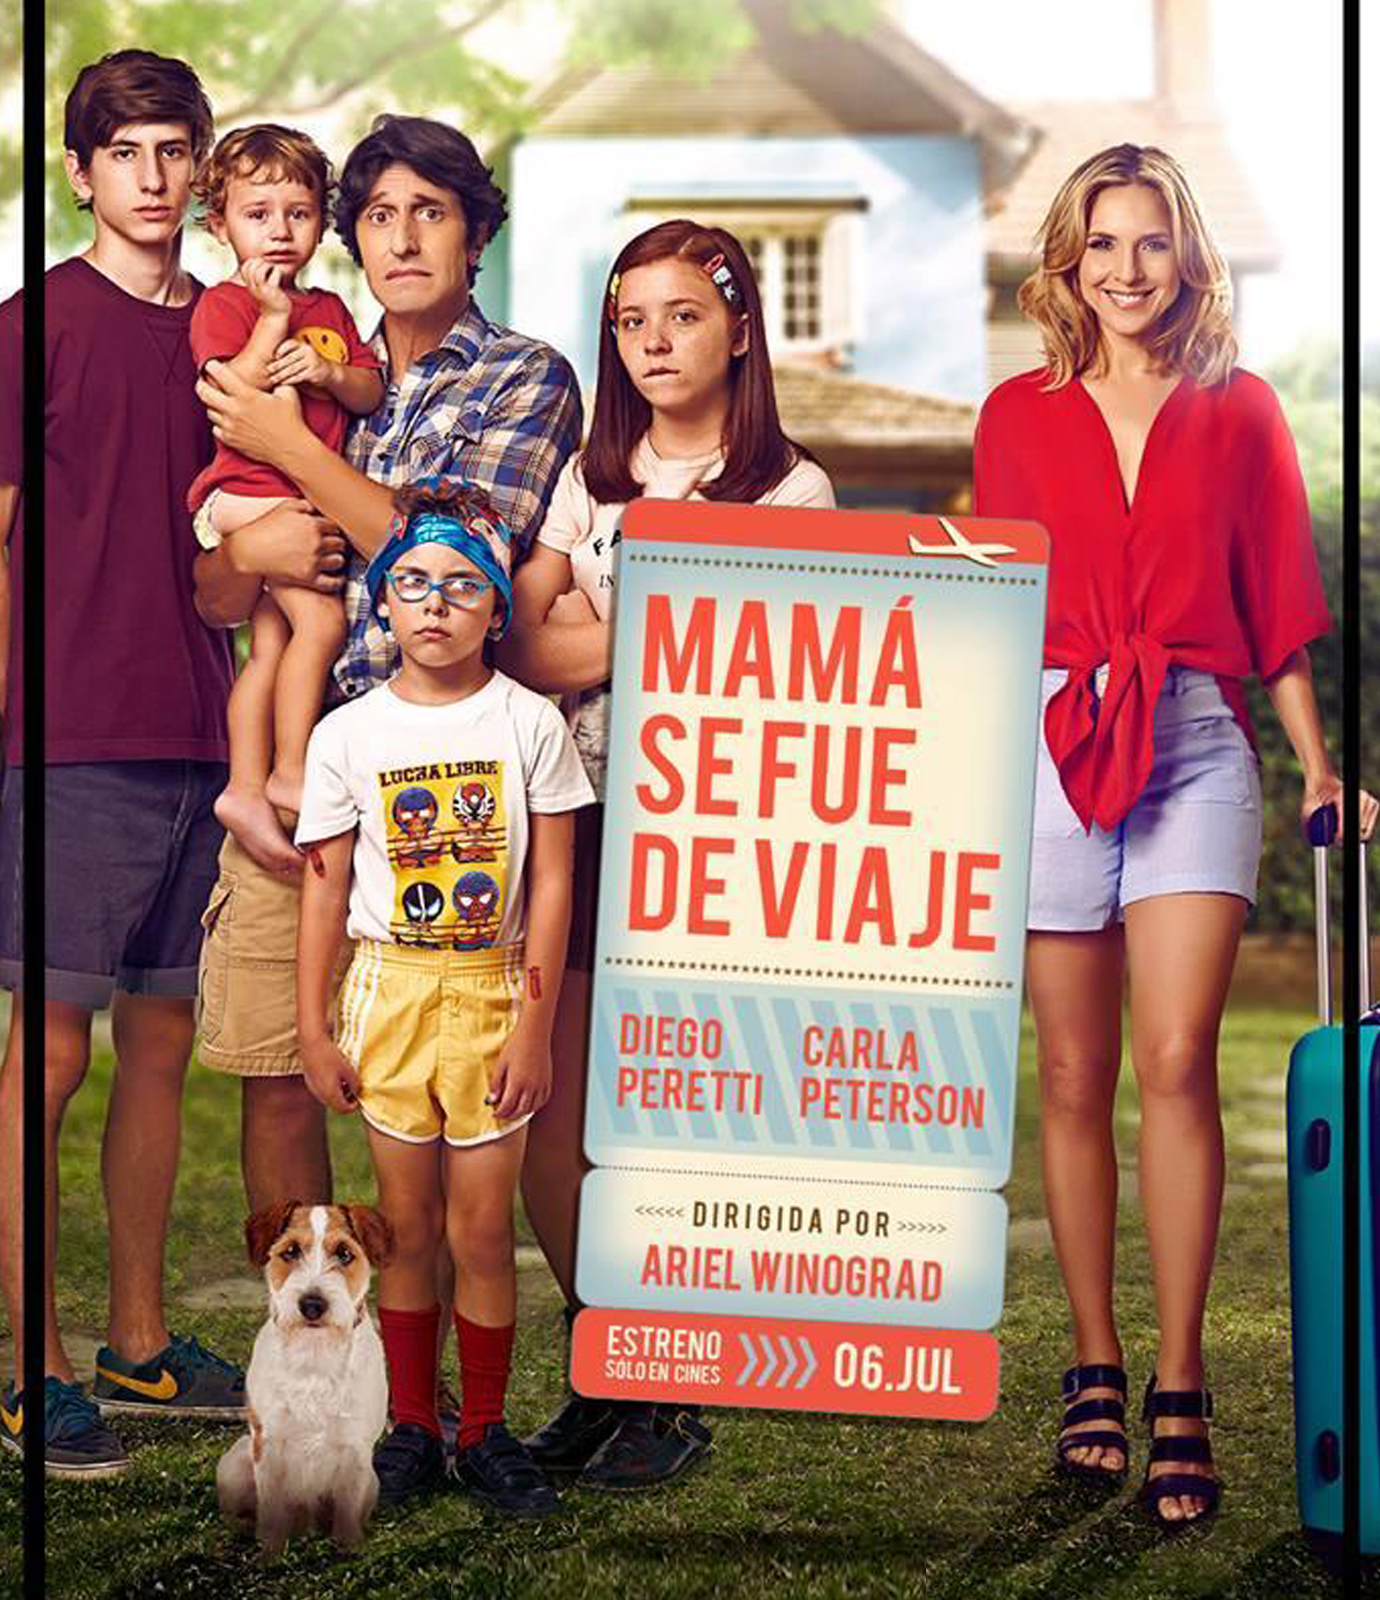 LUCHA LIBRE
MAMÁ
SE FUE
DE VIAJE
DIEGO
PERETTI
CARLA
PETERSON
<<<<< DIRIGIDA POR >>>>>
ARIEL WINOGRAD
ESTRENO
SÓLO EN CINES
06.JUL